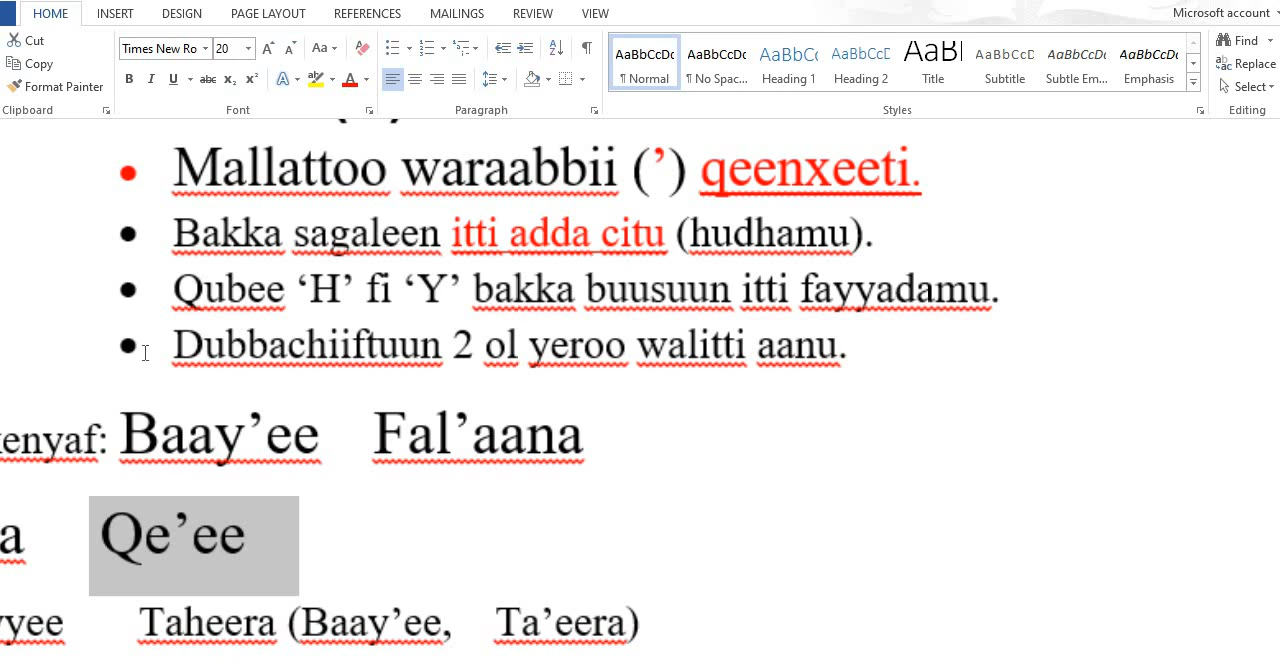 HOME INSERT DESIGN PAGE LAYOUT REFERENCES MAILINGS REVIEW VIEW Microsoft account
Cut
Copy
Format Painter
Clipboard
Times New Ro 20
Font
Paragraph
AaBbCcDc AaBbCcDc AaBbC AaBbCcD AaB AaBbCcD AaBbCcDc AaBbCcDc
¶ Normal ¶ No Spac... Heading 1 Heading 2 Title Subtitle Subtle Em... Emphasis
Styles
Find
Replace
Select
Editing
• Mallattoo waraabbii (’) qeenxeeti.
• Bakka sagaleen itti adda citu (hudhamu).
• Qubee ‘H’ fi ‘Y’ bakka buusuun itti fayyadamu.
• Dubbachiiftuun 2 ol yeroo walitti aanu.
kenyaf: Baay’ee Fal’aana
a Qe’ee
yyee Taheera (Baay’ee, Ta’eera)